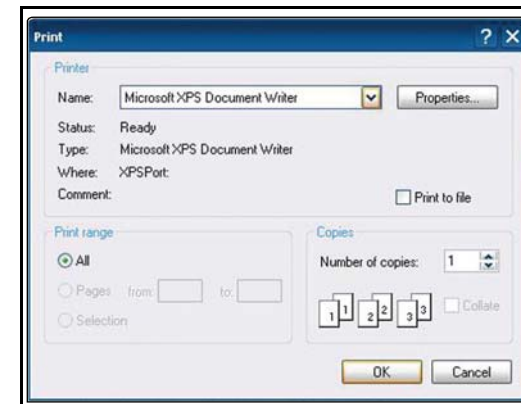 Print
Printer
Name: Microsoft XPS Document Writer Properties...
Status: Ready
Type: Microsoft XPS Document Writer
Where: XPSPort:
Comment: Print to file
Print range
All
Pages from: to:
Selection
Copies
Number of copies: 1
1 1 2 2 3 3 Collate
OK Cancel